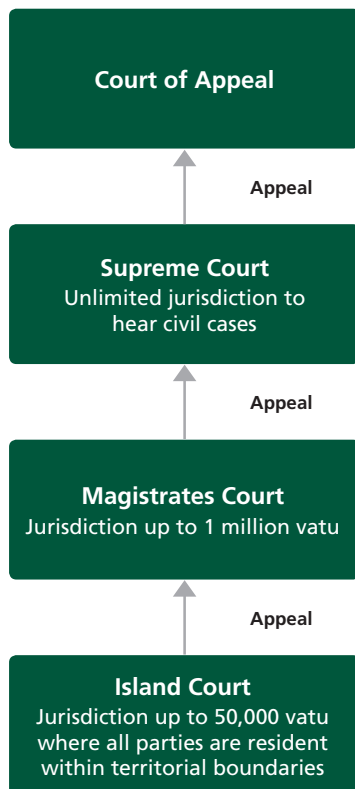 Court of Appeal
Appeal
Supreme Court
Unlimited jurisdiction to
hear civil cases
Appeal
Magistrates Court
Jurisdiction up to 1 million vatu
Appeal
Island Court
Jurisdiction up to 50,000 vatu
where all parties are resident
within territorial boundaries